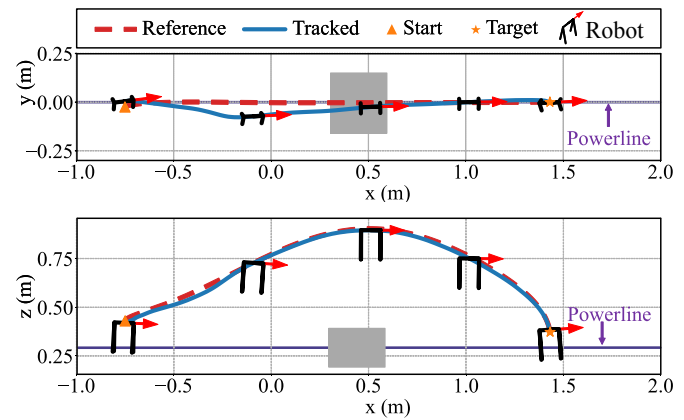 Reference Tracked Start Target Robot
y (m)
0.25
0.00
−0.25
Powerline
−1.0 −0.5 0.0 0.5 1.0 1.5 2.0
x (m)
z (m)
0.75
0.50
0.25
Powerline
−1.0 −0.5 0.0 0.5 1.0 1.5 2.0
x (m)